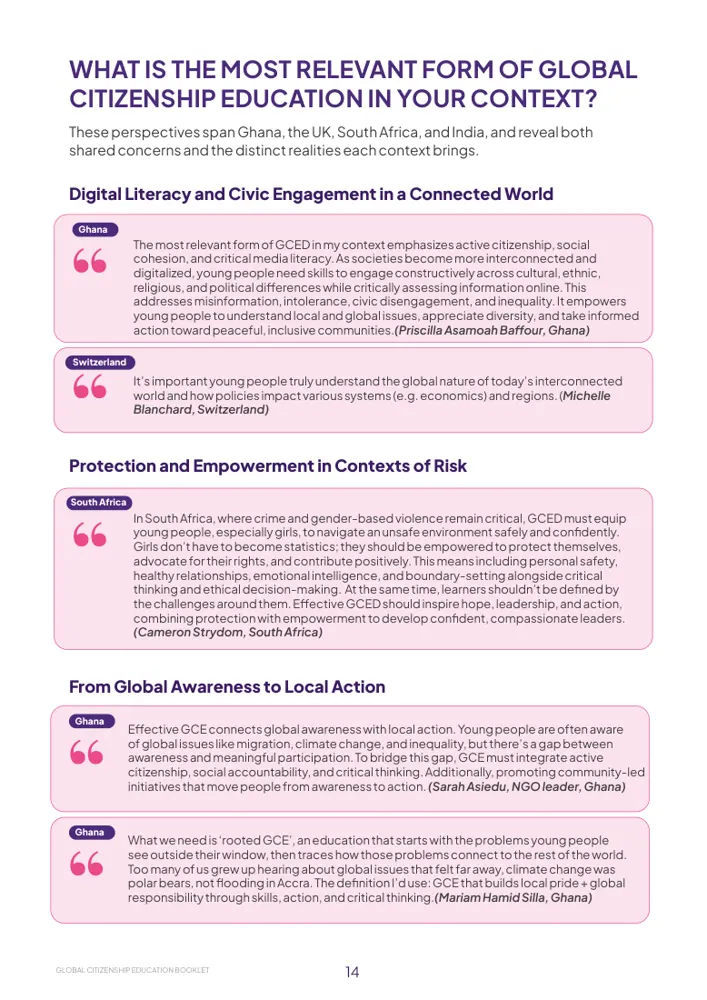 WHAT IS THE MOST RELEVANT FORM OF GLOBAL
CITIZENSHIP EDUCATION IN YOUR CONTEXT?
These perspectives span Ghana, the UK, South Africa, and India, and reveal both
shared concerns and the distinct realities each context brings.
Digital Literacy and Civic Engagement in a Connected World
Ghana
The most relevant form of GCED in my context emphasizes active citizenship, social
cohesion, and critical media literacy. As societies become more interconnected and
digitalized, young people need skills to engage constructively across cultural, ethnic,
religious, and political differences while critically assessing information online. This
addresses misinformation, intolerance, civic disengagement, and inequality. It empowers
young people to understand local and global issues, appreciate diversity, and take informed
action toward peaceful, inclusive communities.(Priscilla Asamoah Baffour, Ghana)
Switzerland
It's important young people truly understand the global nature of today's interconnected
world and how policies impact various systems (e.g. economics) and regions. (Michelle
Blanchard, Switzerland)
Protection and Empowerment in Contexts of Risk
South Africa
In South Africa, where crime and gender-based violence remain critical, GCED must equip
young people, especially girls, to navigate an unsafe environment safely and confidently.
Girls don't have to become statistics; they should be empowered to protect themselves,
advocate for their rights, and contribute positively. This means including personal safety,
healthy relationships, emotional intelligence, and boundary-setting alongside critical
thinking and ethical decision-making. At the same time, learners shouldn't be defined by
the challenges around them. Effective GCED should inspire hope, leadership, and action,
combining protection with empowerment to develop confident, compassionate leaders.
(Cameron Strydom, South Africa)
From Global Awareness to Local Action
Ghana
Effective GCE connects global awareness with local action. Young people are often aware
of global issues like migration, climate change, and inequality, but there's a gap between
awareness and meaningful participation. To bridge this gap, GCE must integrate active
citizenship, social accountability, and critical thinking. Additionally, promoting community-led
initiatives that move people from awareness to action. (Sarah Asiedu, NGO leader, Ghana)
Ghana
What we need is 'rooted GCE', an education that starts with the problems young people
see outside their window, then traces how those problems connect to the rest of the world.
Too many of us grew up hearing about global issues that felt far away, climate change was
polar bears, not flooding in Accra. The definition I'd use: GCE that builds local pride + global
responsibility through skills, action, and critical thinking.(Mariam Hamid Silla, Ghana)
GLOBAL CITIZENSHIP EDUCATION BOOKLET
14